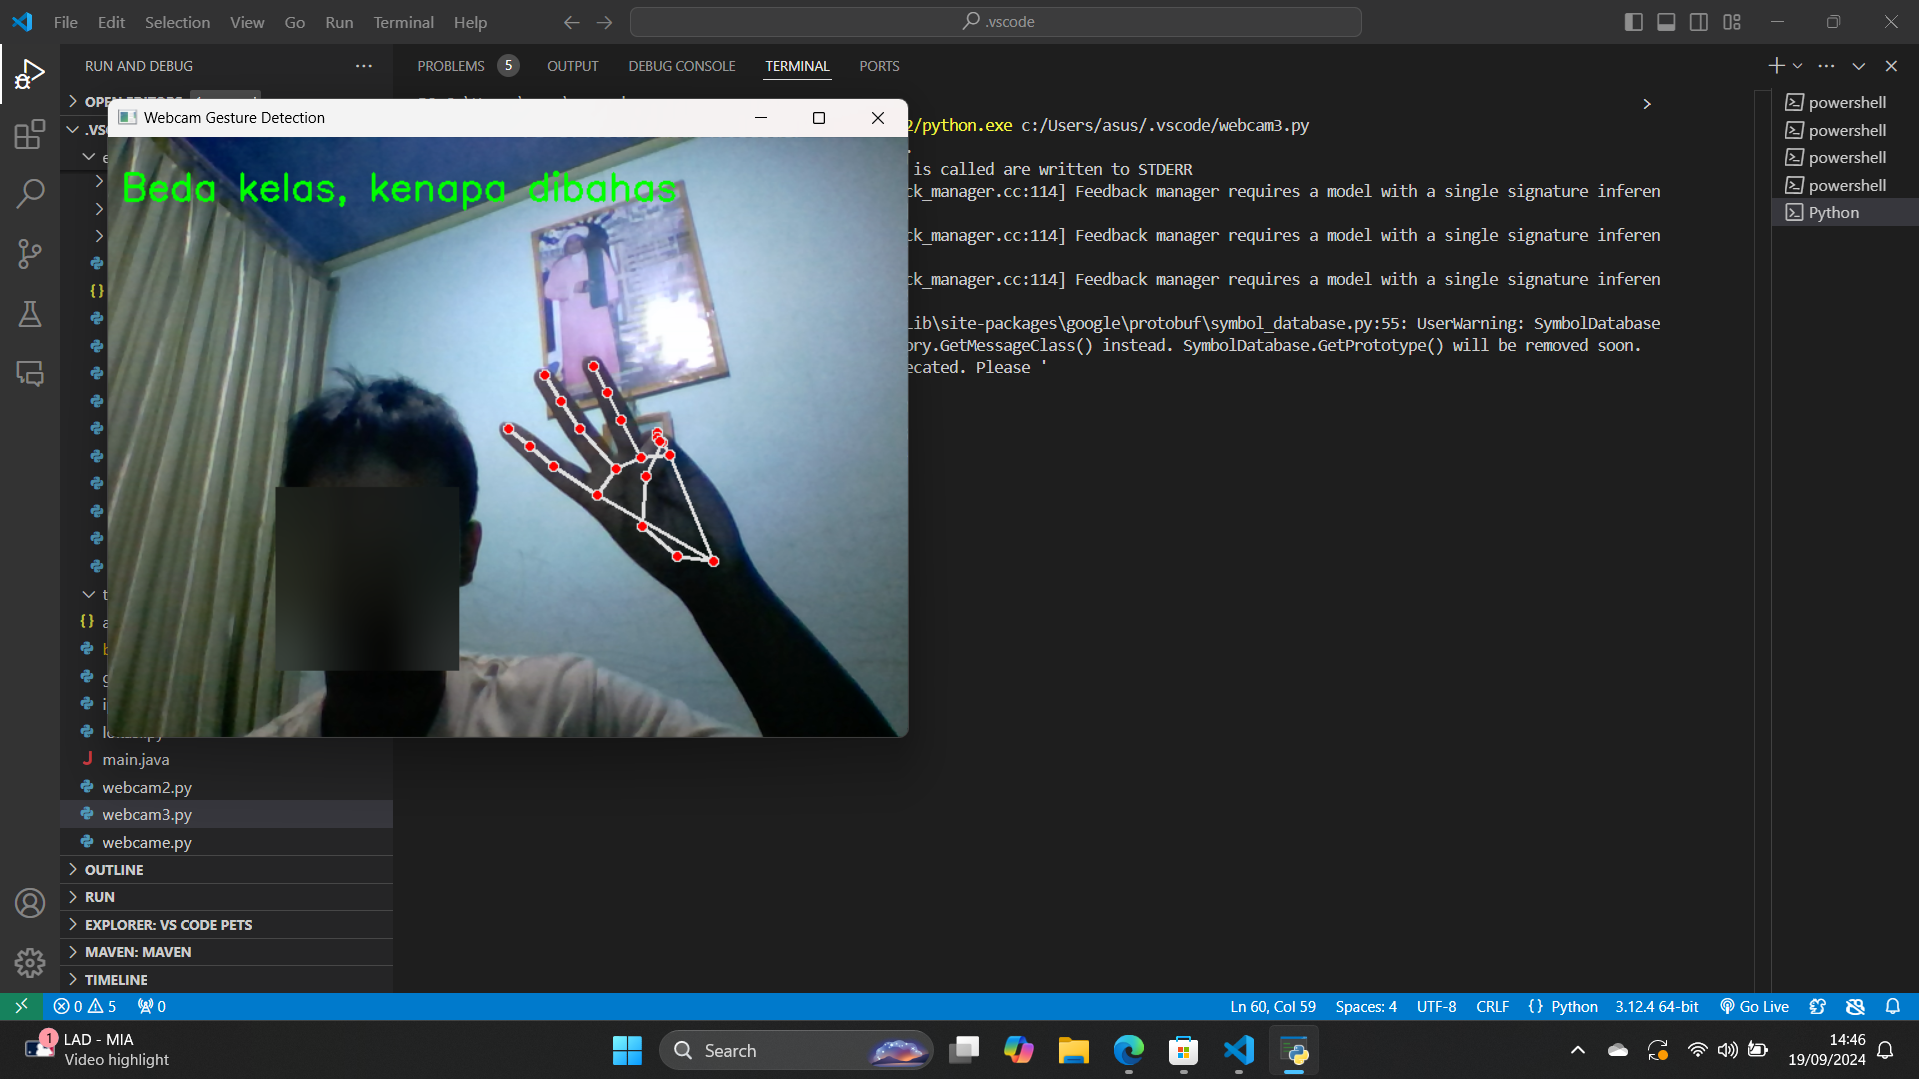 File Edit Selection View Go Run Terminal Help
.vscode
RUN AND DEBUG
PROBLEMS 5 OUTPUT DEBUG CONSOLE TERMINAL PORTS
Webcam Gesture Detection
Beda kelas, kenapa dibahas
2/python.exe c:/Users/asus/.vscode/webcam3.py
is called are written to STDERR
ck_manager.cc:114] Feedback manager requires a model with a single signature inferen
ck_manager.cc:114] Feedback manager requires a model with a single signature inferen
ck_manager.cc:114] Feedback manager requires a model with a single signature inferen
Lib\site-packages\google\protobuf\symbol_database.py:55: UserWarning: SymbolDatabase
ory.GetMessageClass() instead. SymbolDatabase.GetPrototype() will be removed soon.
ecated. Please '
powershell
powershell
powershell
powershell
Python
main.java
webcam2.py
webcam3.py
webcame.py
OUTLINE
RUN
EXPLORER: VS CODE PETS
MAVEN: MAVEN
TIMELINE
0 5 0
Ln 60, Col 59 Spaces: 4 UTF-8 CRLF {} Python 3.12.4 64-bit Go Live
1 LAD - MIA
Video highlight
Search
14:46
19/09/2024